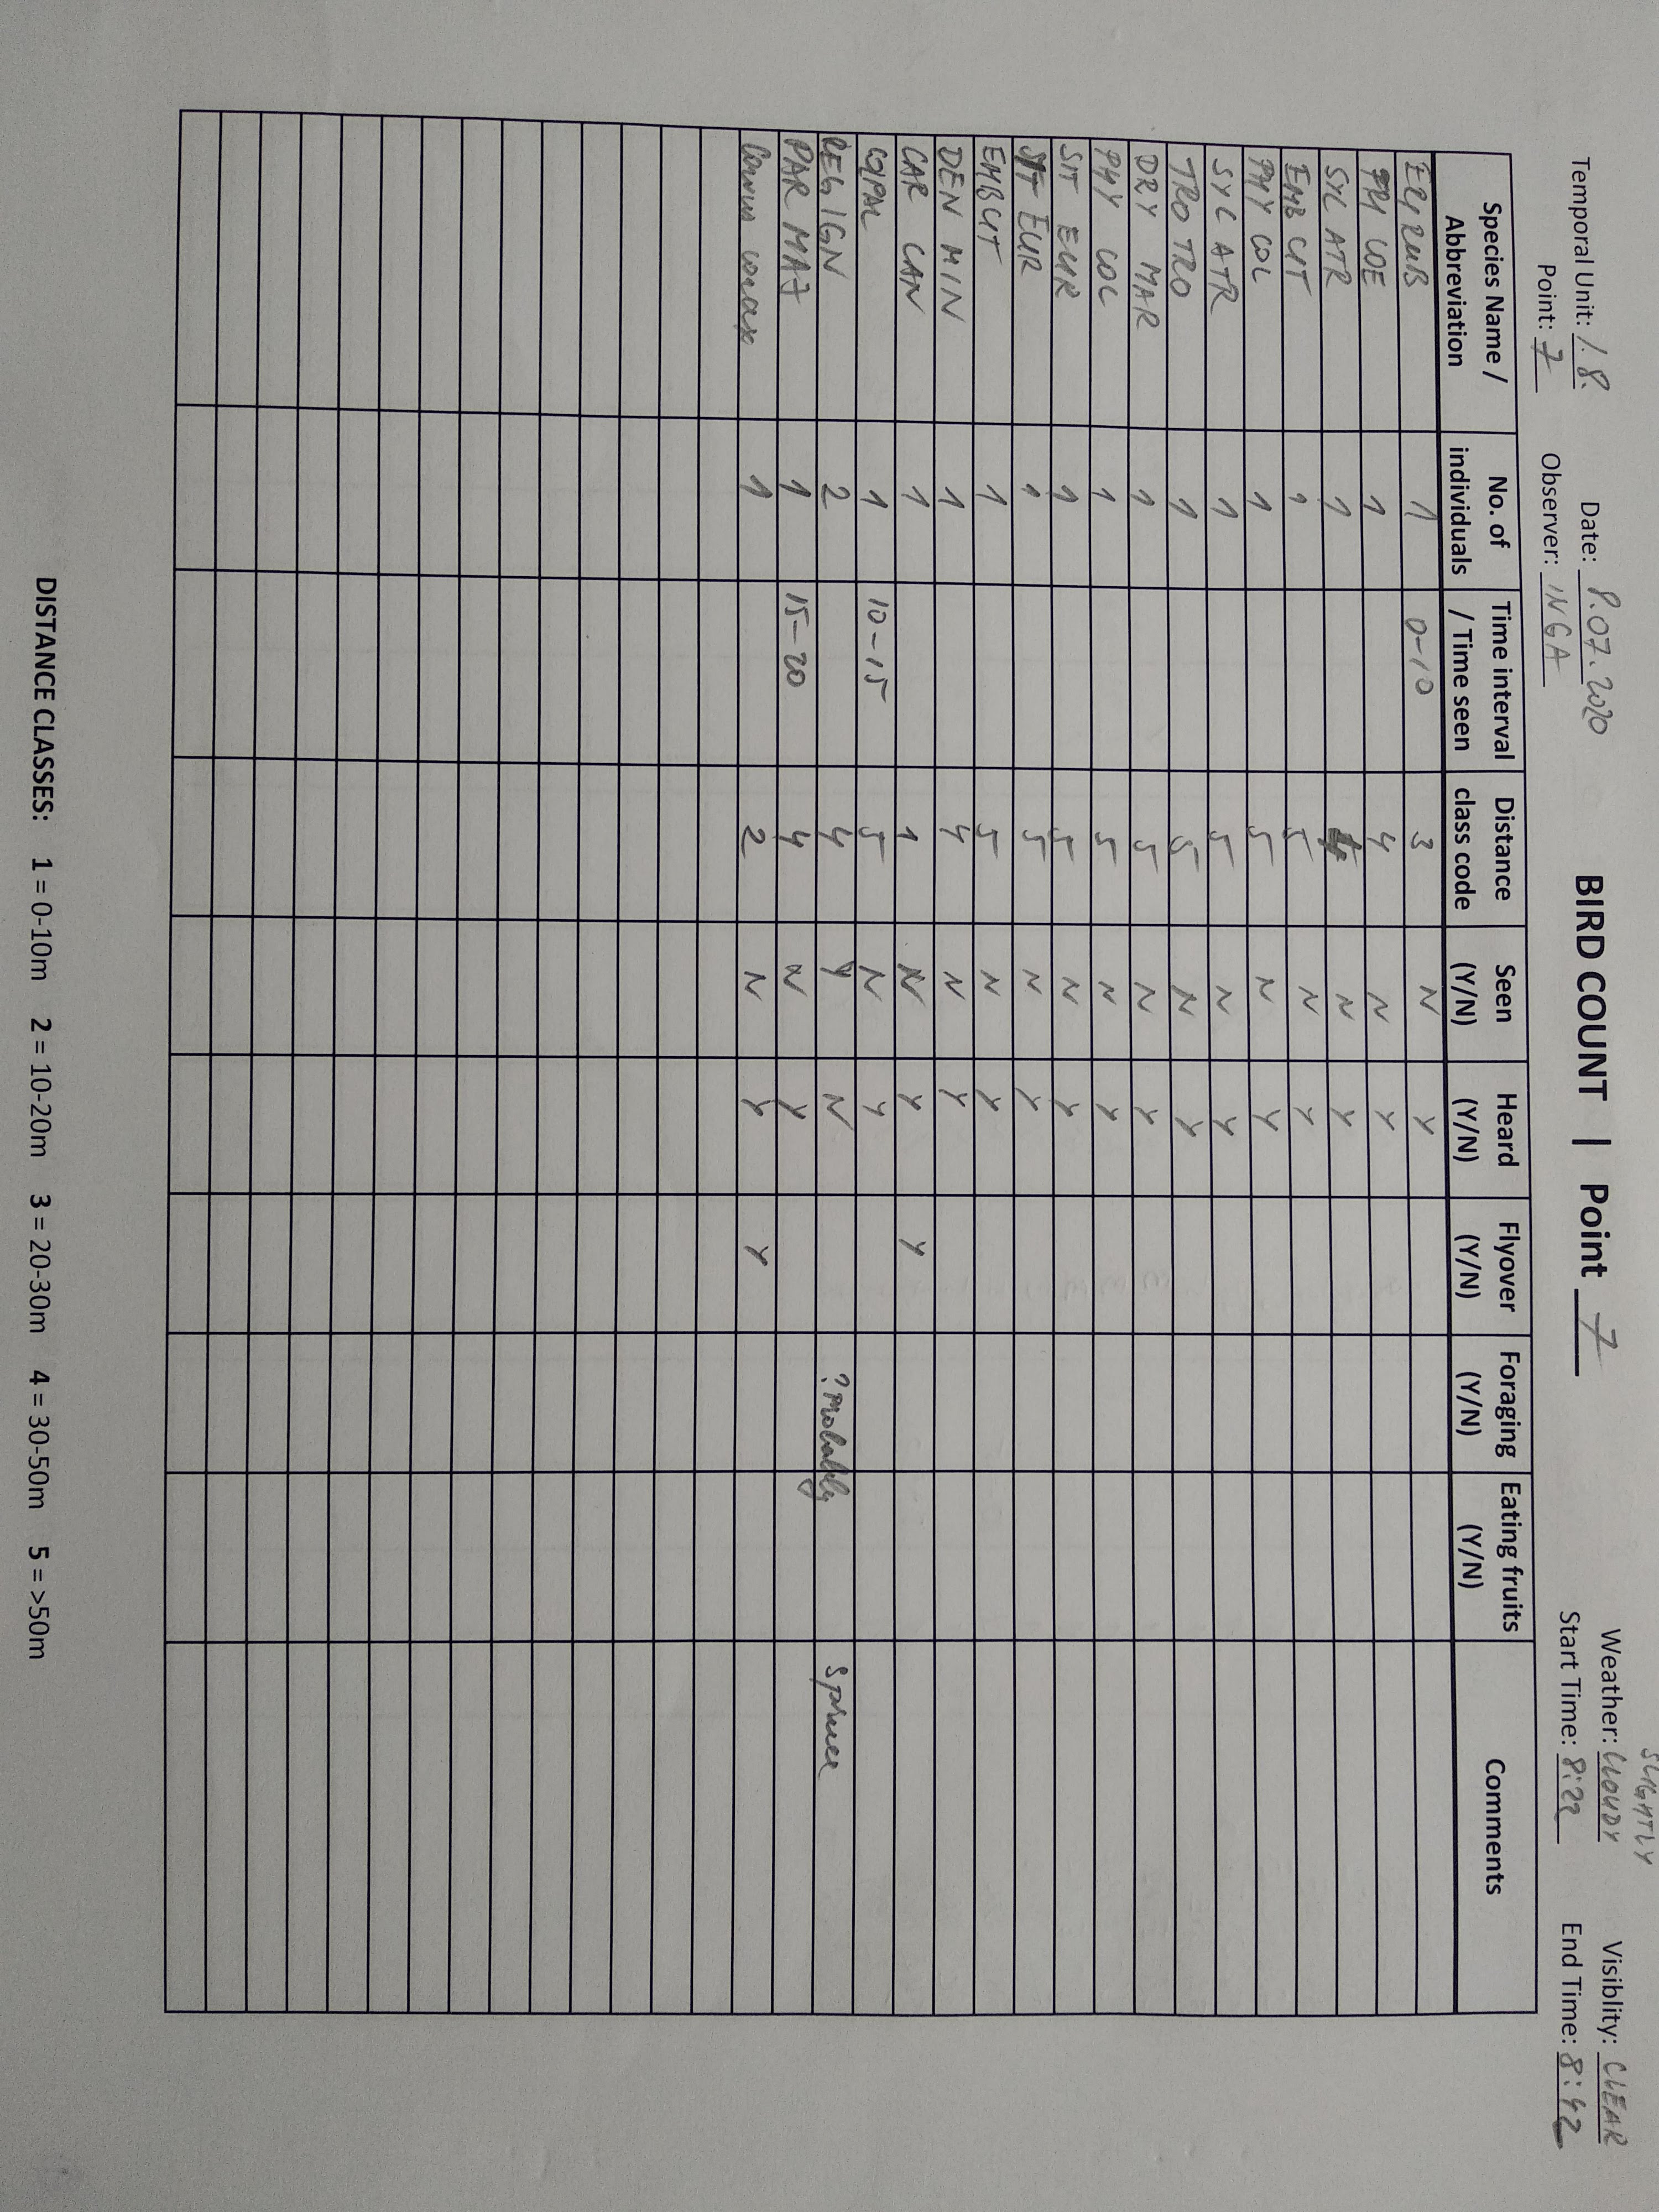 SLIGHTLY
Temporal Unit: 1.8. Date: 8.07.2020 BIRD COUNT | Point 7 Weather: CLOUDY Visiblity: CLEAR
Point: 7 Observer: INGA Start Time: 8:22 End Time: 8:42
Species Name / Abbreviation No. of individuals Time interval / Time seen Distance class code Seen (Y/N) Heard (Y/N) Flyover (Y/N) Foraging (Y/N) Eating fruits (Y/N) Comments
ERI RUB 1 0-10 3 N Y
FRI COE 1 4 N Y
SYL ATR 1 N Y
EMB CIT 1 5 N Y
PHY COL 1 5 N Y
SYL ATR 1 5 N Y
TRO TRO 1 5 N Y
DRY MAR 1 5 N Y
PHY COL 1 5 N Y
SIT EUR 1 5 N Y
SIT EUR 1 5 N Y
EMB CIT 1 5 N Y
DEN MIN 1 4 N Y
CAR CAN 1 1 N Y Y
COLPAL 1 10-15 5 N Y
REG IGN 2 4 Y N ? Probably spruce
PAR MAJ 1 15-20 4 N Y
Corvus corax 1 2 N Y Y
DISTANCE CLASSES: 1 = 0-10m 2 = 10-20m 3 = 20-30m 4 = 30-50m 5 = >50m